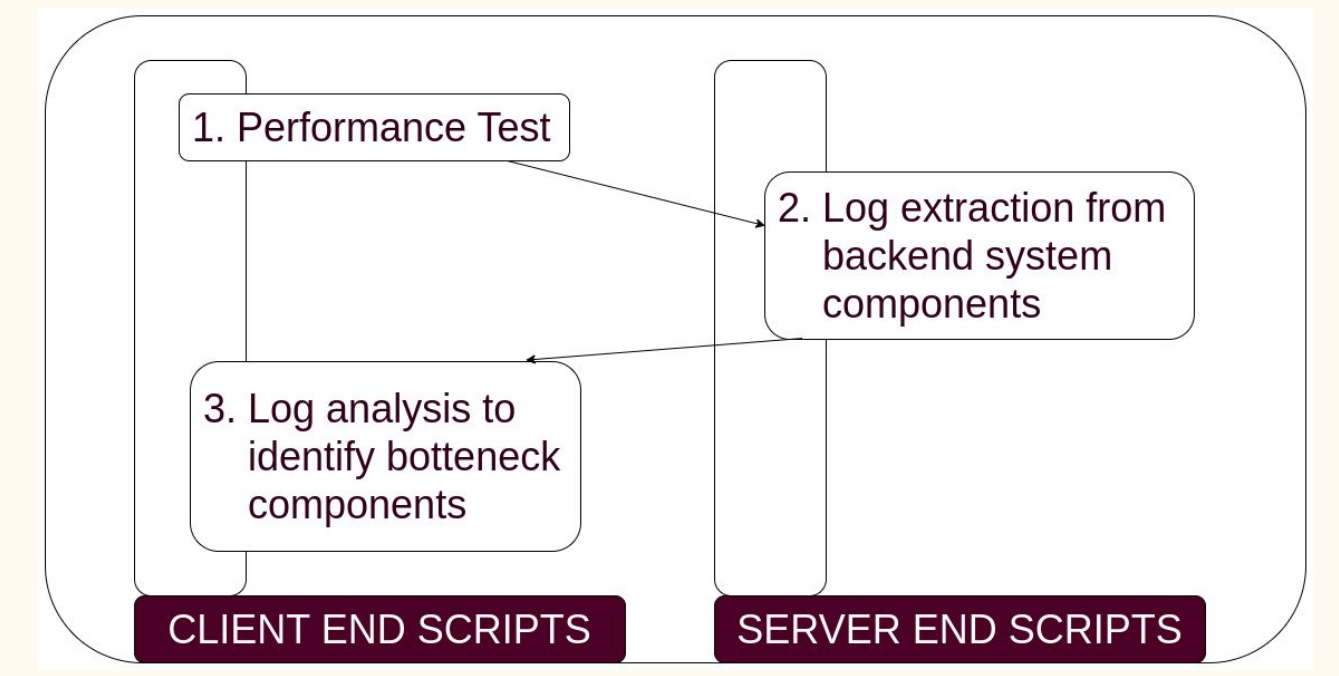 1. Performance Test
2. Log extraction from
backend system
components
3. Log analysis to
identify botteneck
components
CLIENT END SCRIPTS
SERVER END SCRIPTS